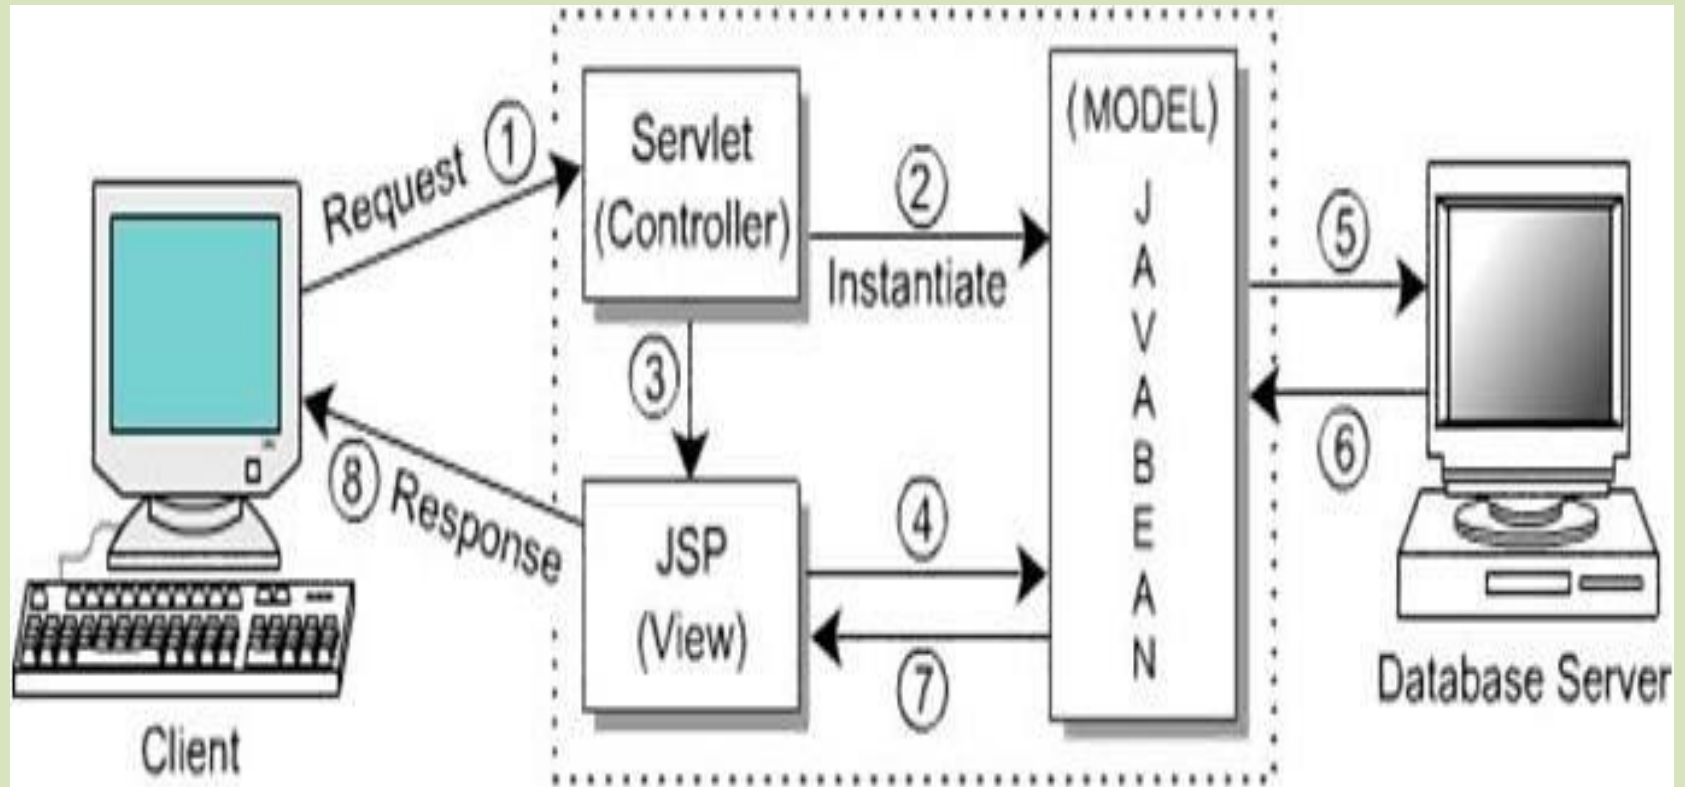 Request
1
Servlet
(Controller)
2
Instantiate
(MODEL)
J
A
V
A
B
E
A
N
5
6
3
8
Response
JSP
(View)
4
7
Client
Database Server